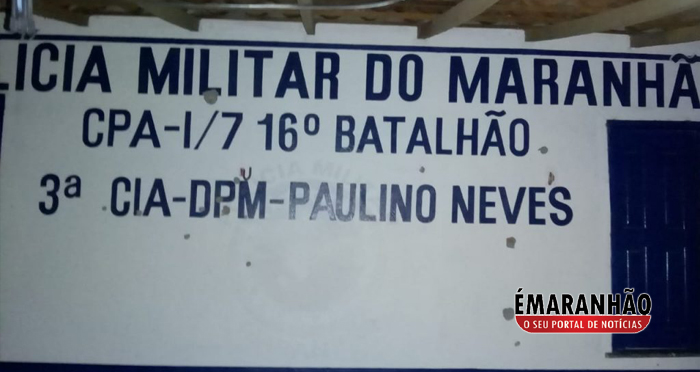 LICIA MILITAR DO MARANHÃ
CPA-I/7 16º BATALHÃO
3ª CIA-DPM-PAULINO NEVES
ÉMARANHÃO
O SEU PORTAL DE NOTÍCIAS